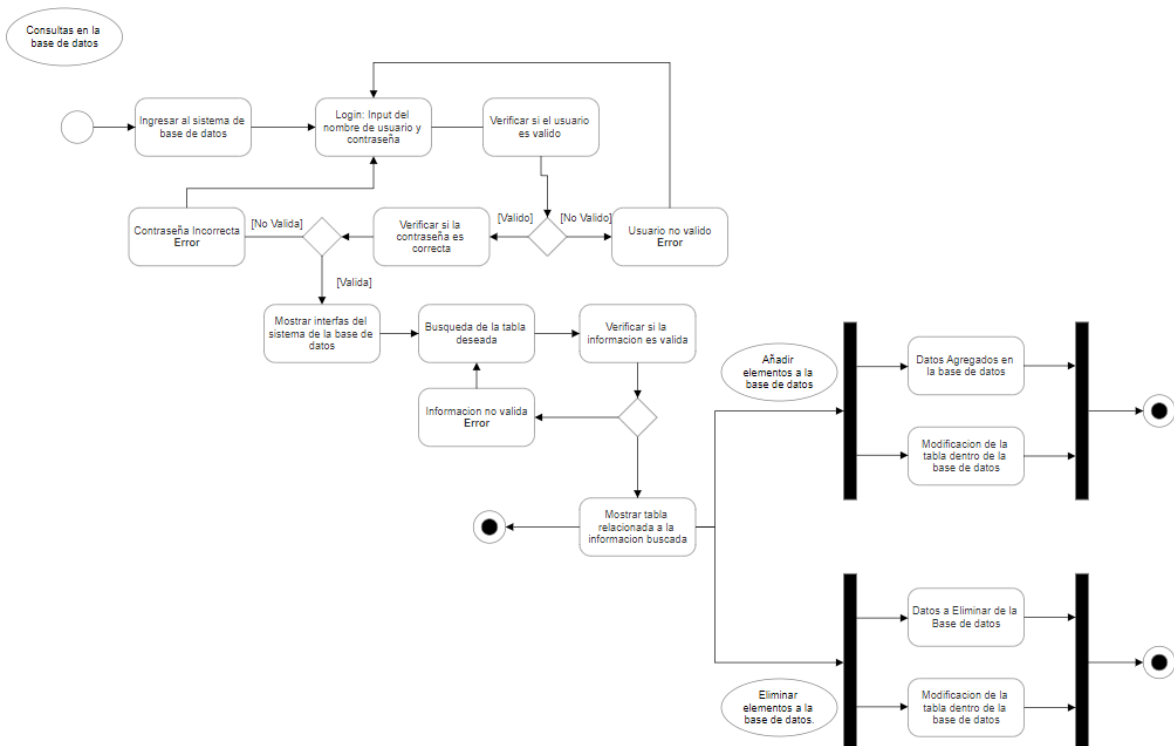 Consultas en la
base de datos
Ingresar al sistema de
base de datos
Login: Input del
nombre de usuario y
contraseña
Verificar si el usuario
es valido
Contraseña Incorrecta
Error
[No Valida]
Verificar si la
contraseña es
correcta
[Valido]
[No Valido]
Usuario no valido
Error
[Valida]
Mostrar interfas del
sistema de la base de
datos
Busqueda de la tabla
deseada
Verificar si la
informacion es valida
Informacion no valida
Error
Mostrar tabla
relacionada a la
informacion buscada
Añadir
elementos a la
base de datos
Datos Agregados en
la base de datos
Modificacion de la
tabla dentro de la
base de datos
Datos a Eliminar de la
Base de datos
Eliminar
elementos a la
base de datos.
Modificacion de la
tabla dentro de la
base de datos